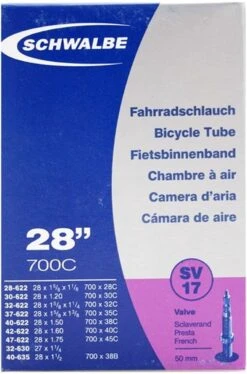 SCHWALBE
Fahrradschlauch
Bicycle Tube
Fietsbinnenband
Chambre à air
Camera d'aria
Cámara de aire
28"
700C
SV
17
28-622 28 x 1⅝ x 1⅛ 700 x 28C
30-622 28 x 1.20 700 x 30C
32-622 28 x 1⅝ x 1¼ 700 x 32C
37-622 28 x 1⅝ x 1⅜ 700 x 35C
40-622 28 x 1.50 700 x 38C
42-622 28 x 1.60 700 x 40C
47-622 28 x 1.75 700 x 45C
32-630 27 x 1¼
40-635 28 x 1½ 700 x 38B
Valve
Sclaverand
Presta
French
50 mm